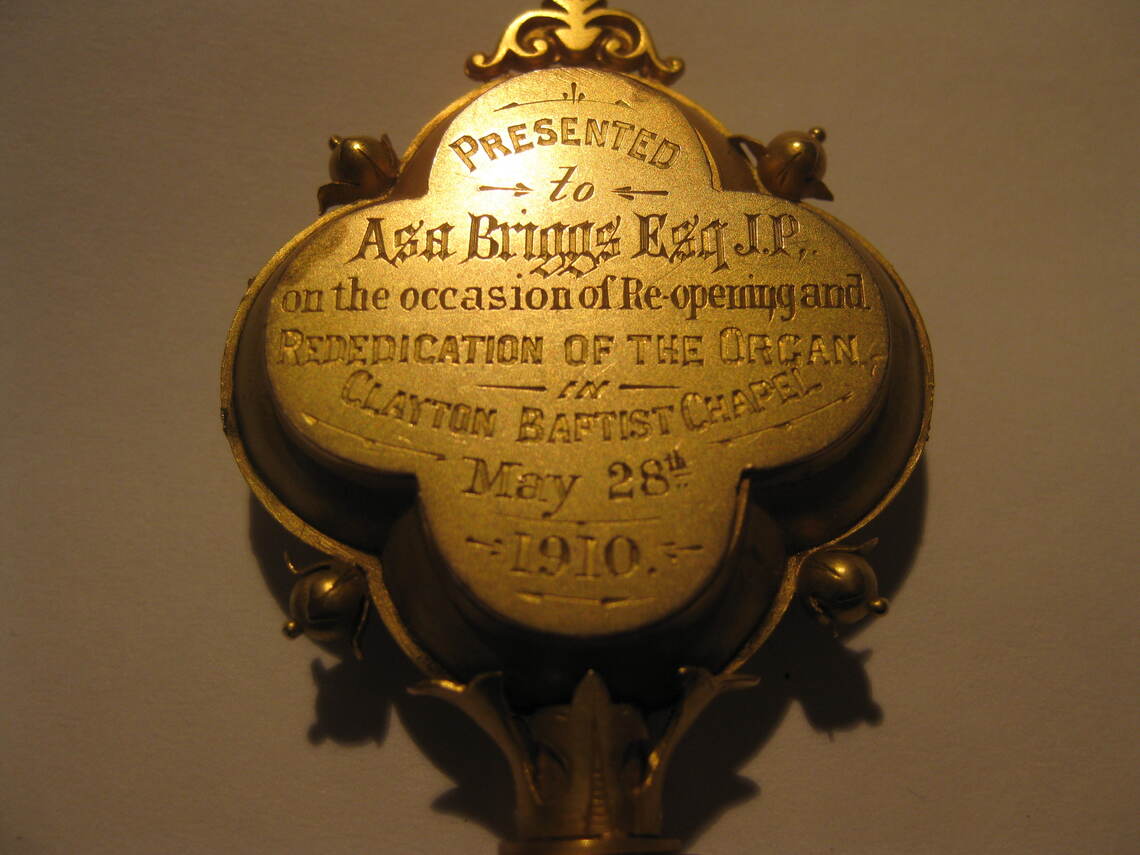 PRESENTED
to
Asa Briggs Esq J.P.
on the occasion of Re-opening and
REDEDICATION OF THE ORGAN,
IN
CLAYTON BAPTIST CHAPEL
May 28th
1910.